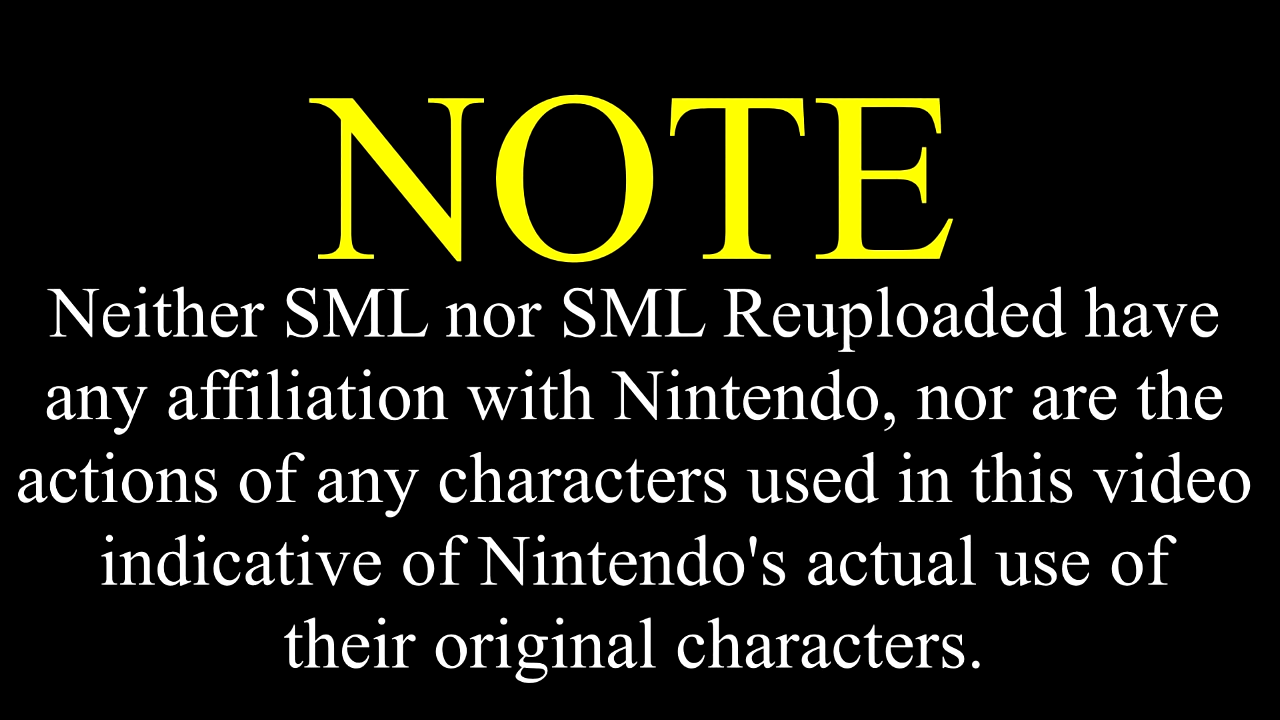 NOTE
Neither SML nor SML Reuploaded have
any affiliation with Nintendo, nor are the
actions of any characters used in this video
indicative of Nintendo's actual use of
their original characters.